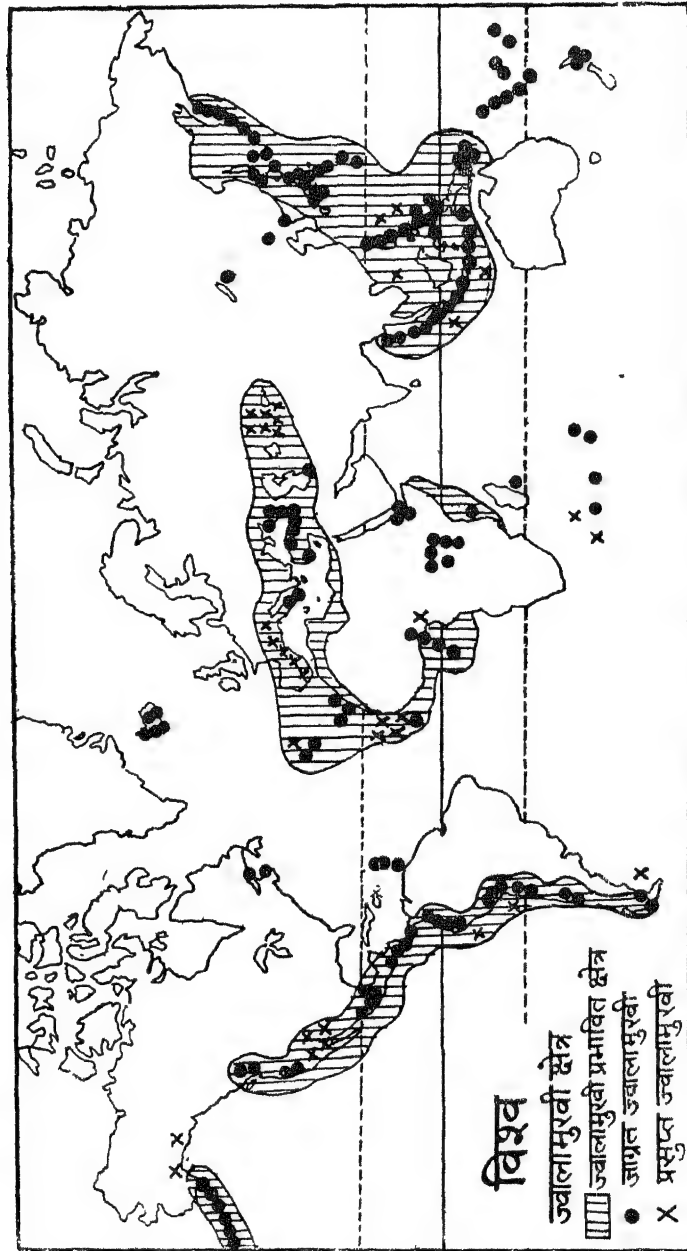 विश्व
ज्वालामुखी क्षेत्र
ज्वालामुखी प्रभावित क्षेत्र
जाग्रत ज्वालामुखी
प्रसुप्त ज्वालामुखी